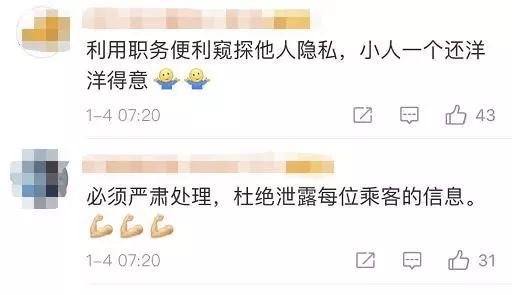 利用职务便利窥探他人隐私，小人一个还洋
洋得意🤷‍♂️🤷‍♂️
1-4 07:20
43
必须严肃处理，杜绝泄露每位乘客的信息。
💪💪💪
1-4 07:20
31